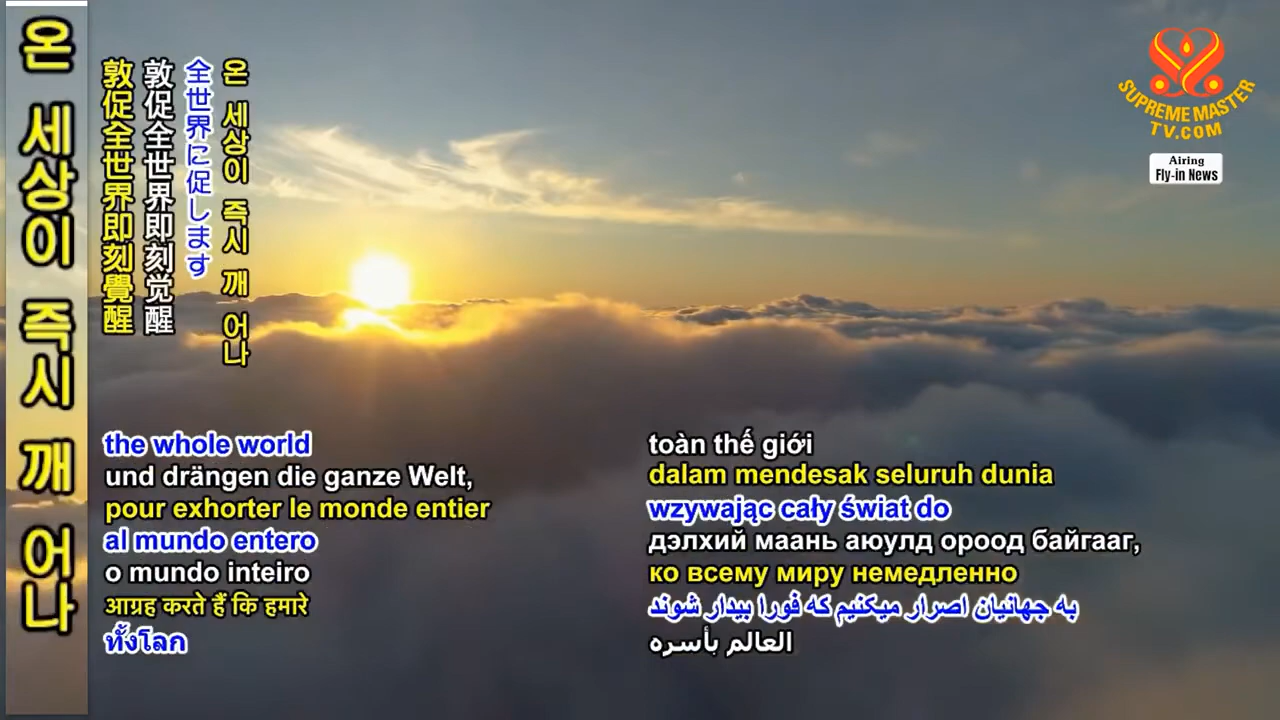 온 세상이 즉시 깨 어나
敦促全世界即刻覺醒
敦促全世界即刻觉醒
全世界に促します
온 세상이 즉시 깨 어나
SUPREME MASTER
TV.COM
Airing
Fly-in News
the whole world
und drängen die ganze Welt,
pour exhorter le monde entier
al mundo entero
o mundo inteiro
आग्रह करते हैं कि हमारे
ทั้งโลก
toàn thế giới
dalam mendesak seluruh dunia
wzywając cały świat do
дэлхий маань аюулд ороод байгааг,
ко всему миру немедленно
به جهانیان اصرار میکنیم که فورا بیدار شوند
العالم بأسره